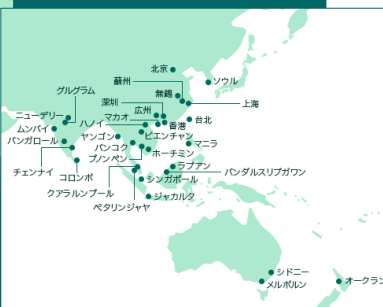 北京
ソウル
蘇州
無錫
グルグラム
深圳
上海
広州
マカオ
ニューデリー
ハノイ
香港
台北
ムンバイ
ヤンゴン
ビエンチャン
バンガロール
バンコク
マニラ
プノンペン
ホーチミン
チェンナイ
ラブアン
コロンボ
シンガポール
バンダルスリブガワン
クアラルンプール
ジャカルタ
ペタリンジャヤ
シドニー
メルボルン
オークラン